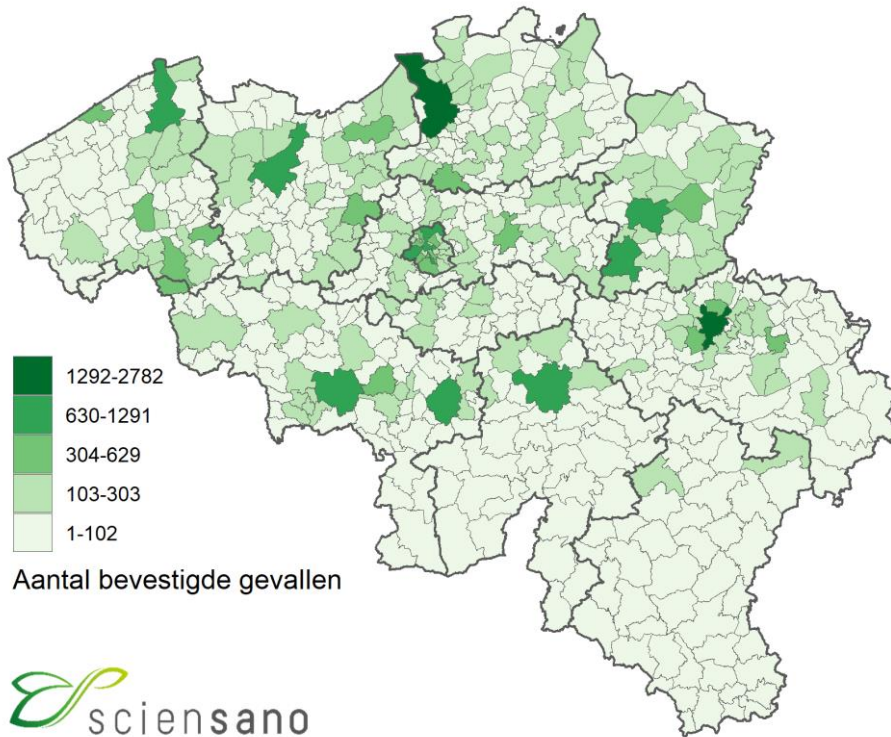 1292-2782
630-1291
304-629
103-303
1-102
Aantal bevestigde gevallen
sciensano